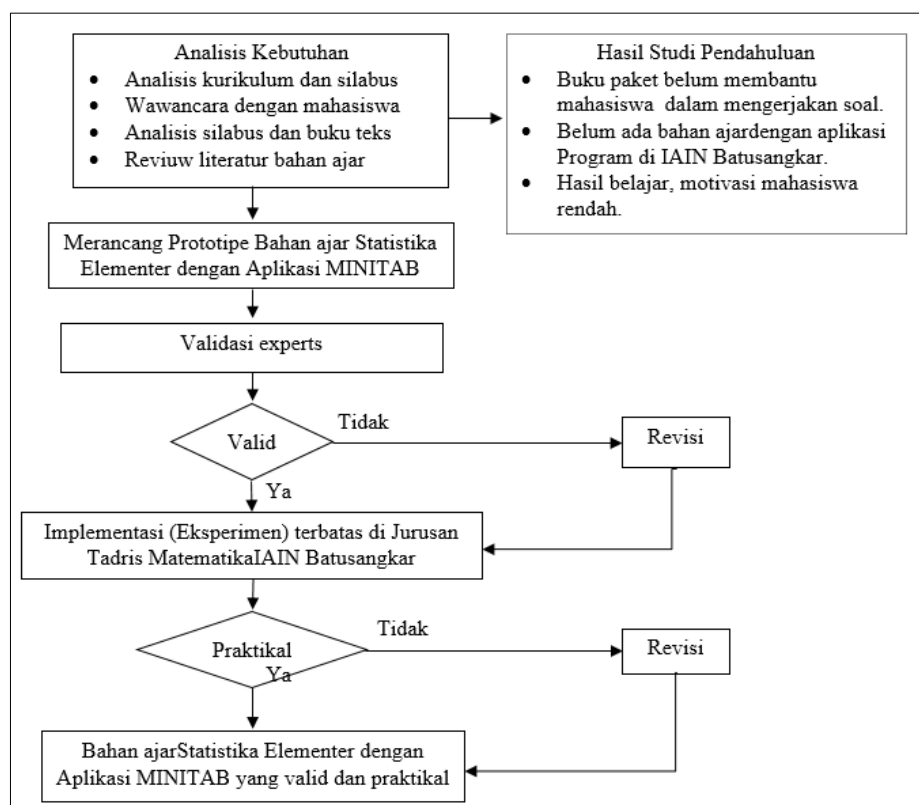 Analisis Kebutuhan
• Analisis kurikulum dan silabus
• Wawancara dengan mahasiswa
• Analisis silabus dan buku teks
• Reviuw literatur bahan ajar
Hasil Studi Pendahuluan
• Buku paket belum membantu
mahasiswa dalam mengerjakan soal.
• Belum ada bahan ajardengan aplikasi
Program di IAIN Batusangkar.
• Hasil belajar, motivasi mahasiswa
rendah.
Merancang Prototipe Bahan ajar Statistika
Elementer dengan Aplikasi MINITAB
Validasi experts
Valid
Tidak
Revisi
Ya
Implementasi (Eksperimen) terbatas di Jurusan
Tadris MatematikaIAIN Batusangkar
Praktikal
Tidak
Revisi
Ya
Bahan ajarStatistika Elementer dengan
Aplikasi MINITAB yang valid dan praktikal